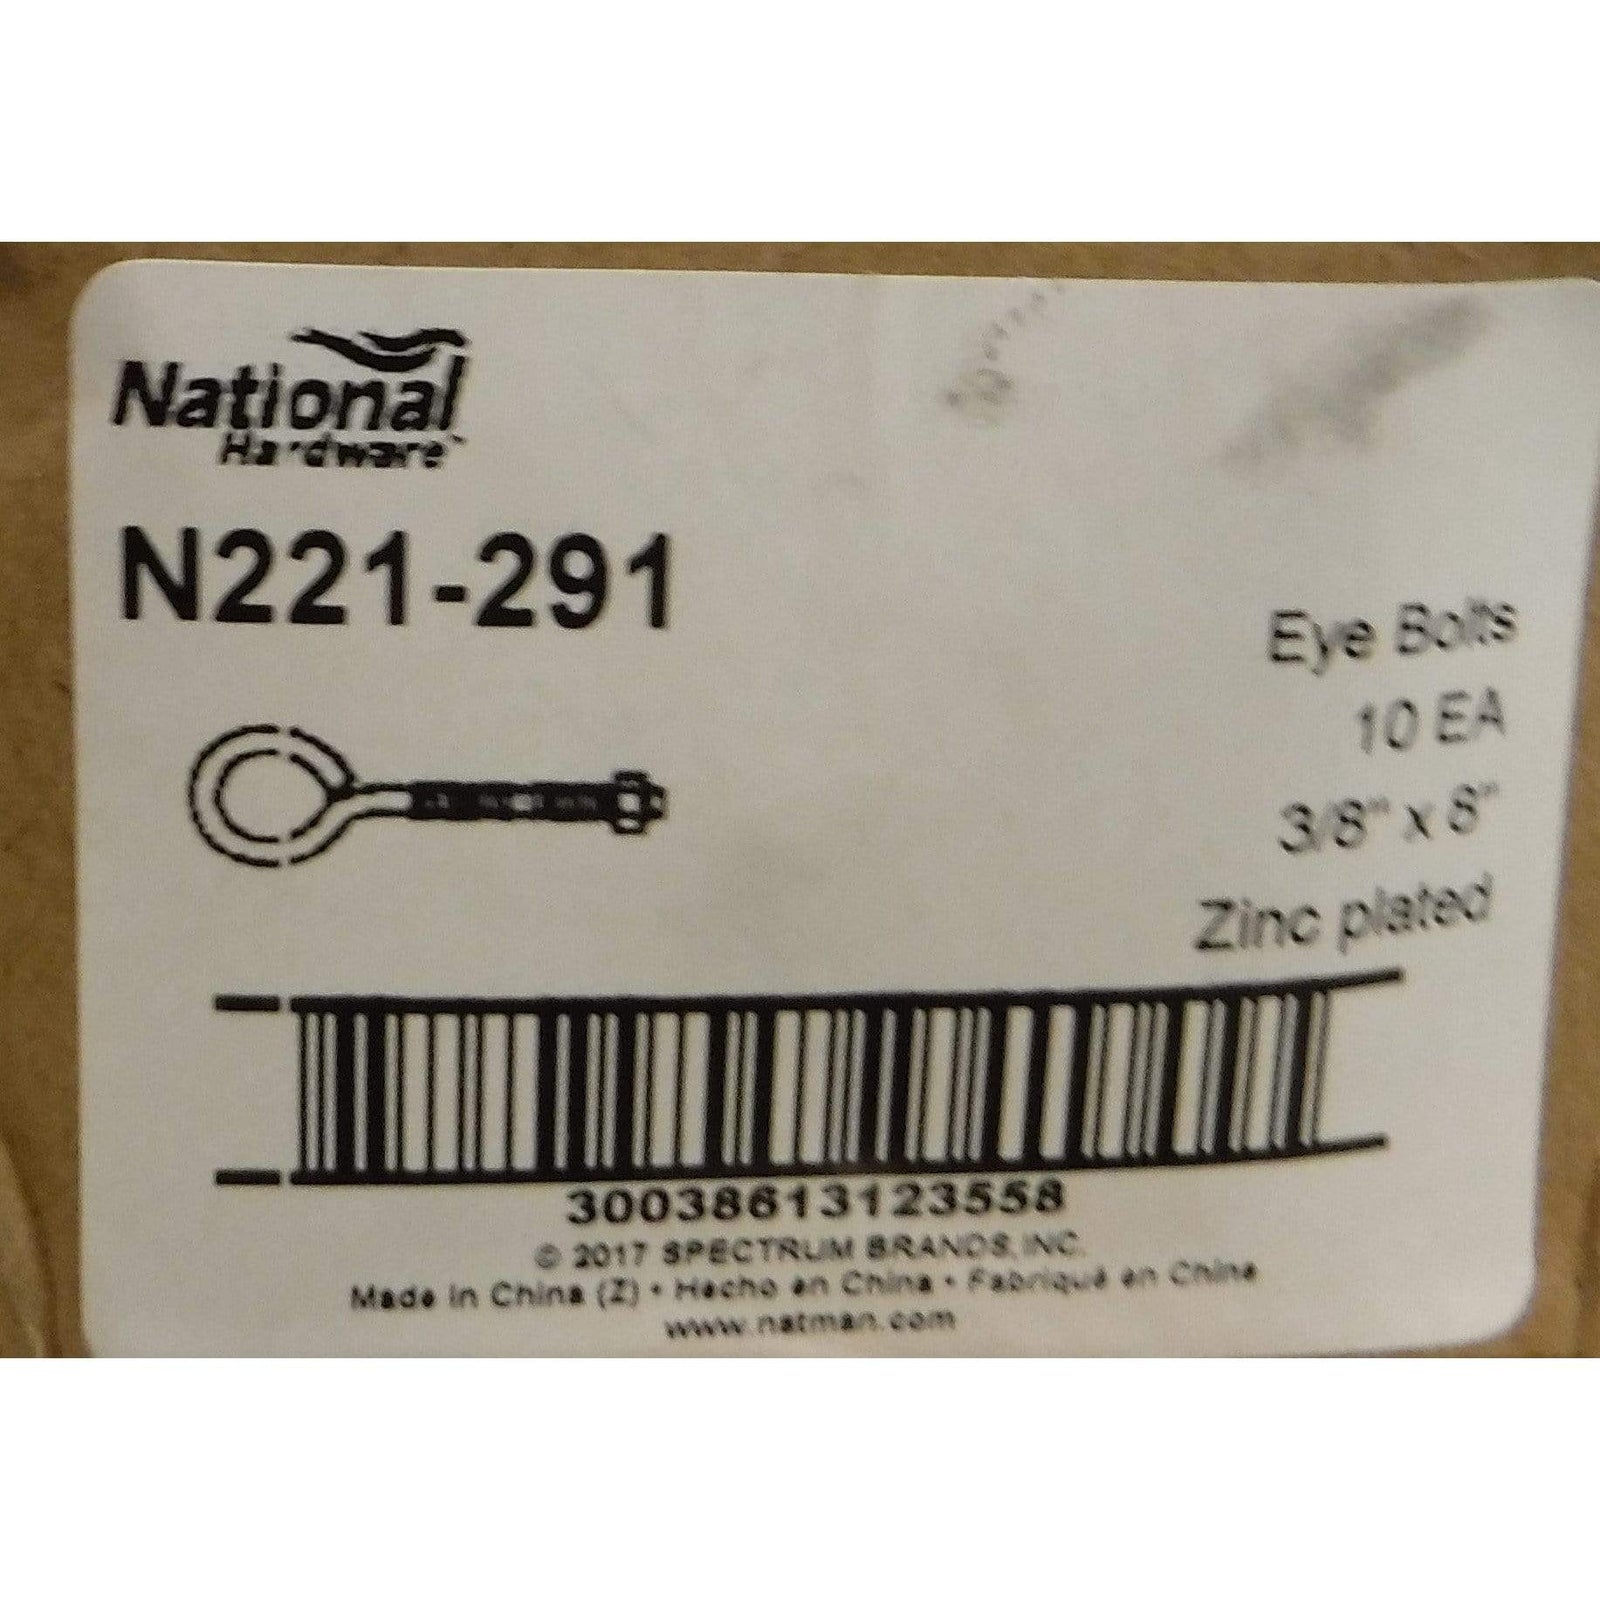 National
Hardware
N221-291
Eye Bolts
10 EA
3/8" x 8"
Zinc plated
30038613123558
© 2017 SPECTRUM BRANDS, INC.
Made in China (Z) • Hecho en China • Fabriqué en Chine
www.natman.com